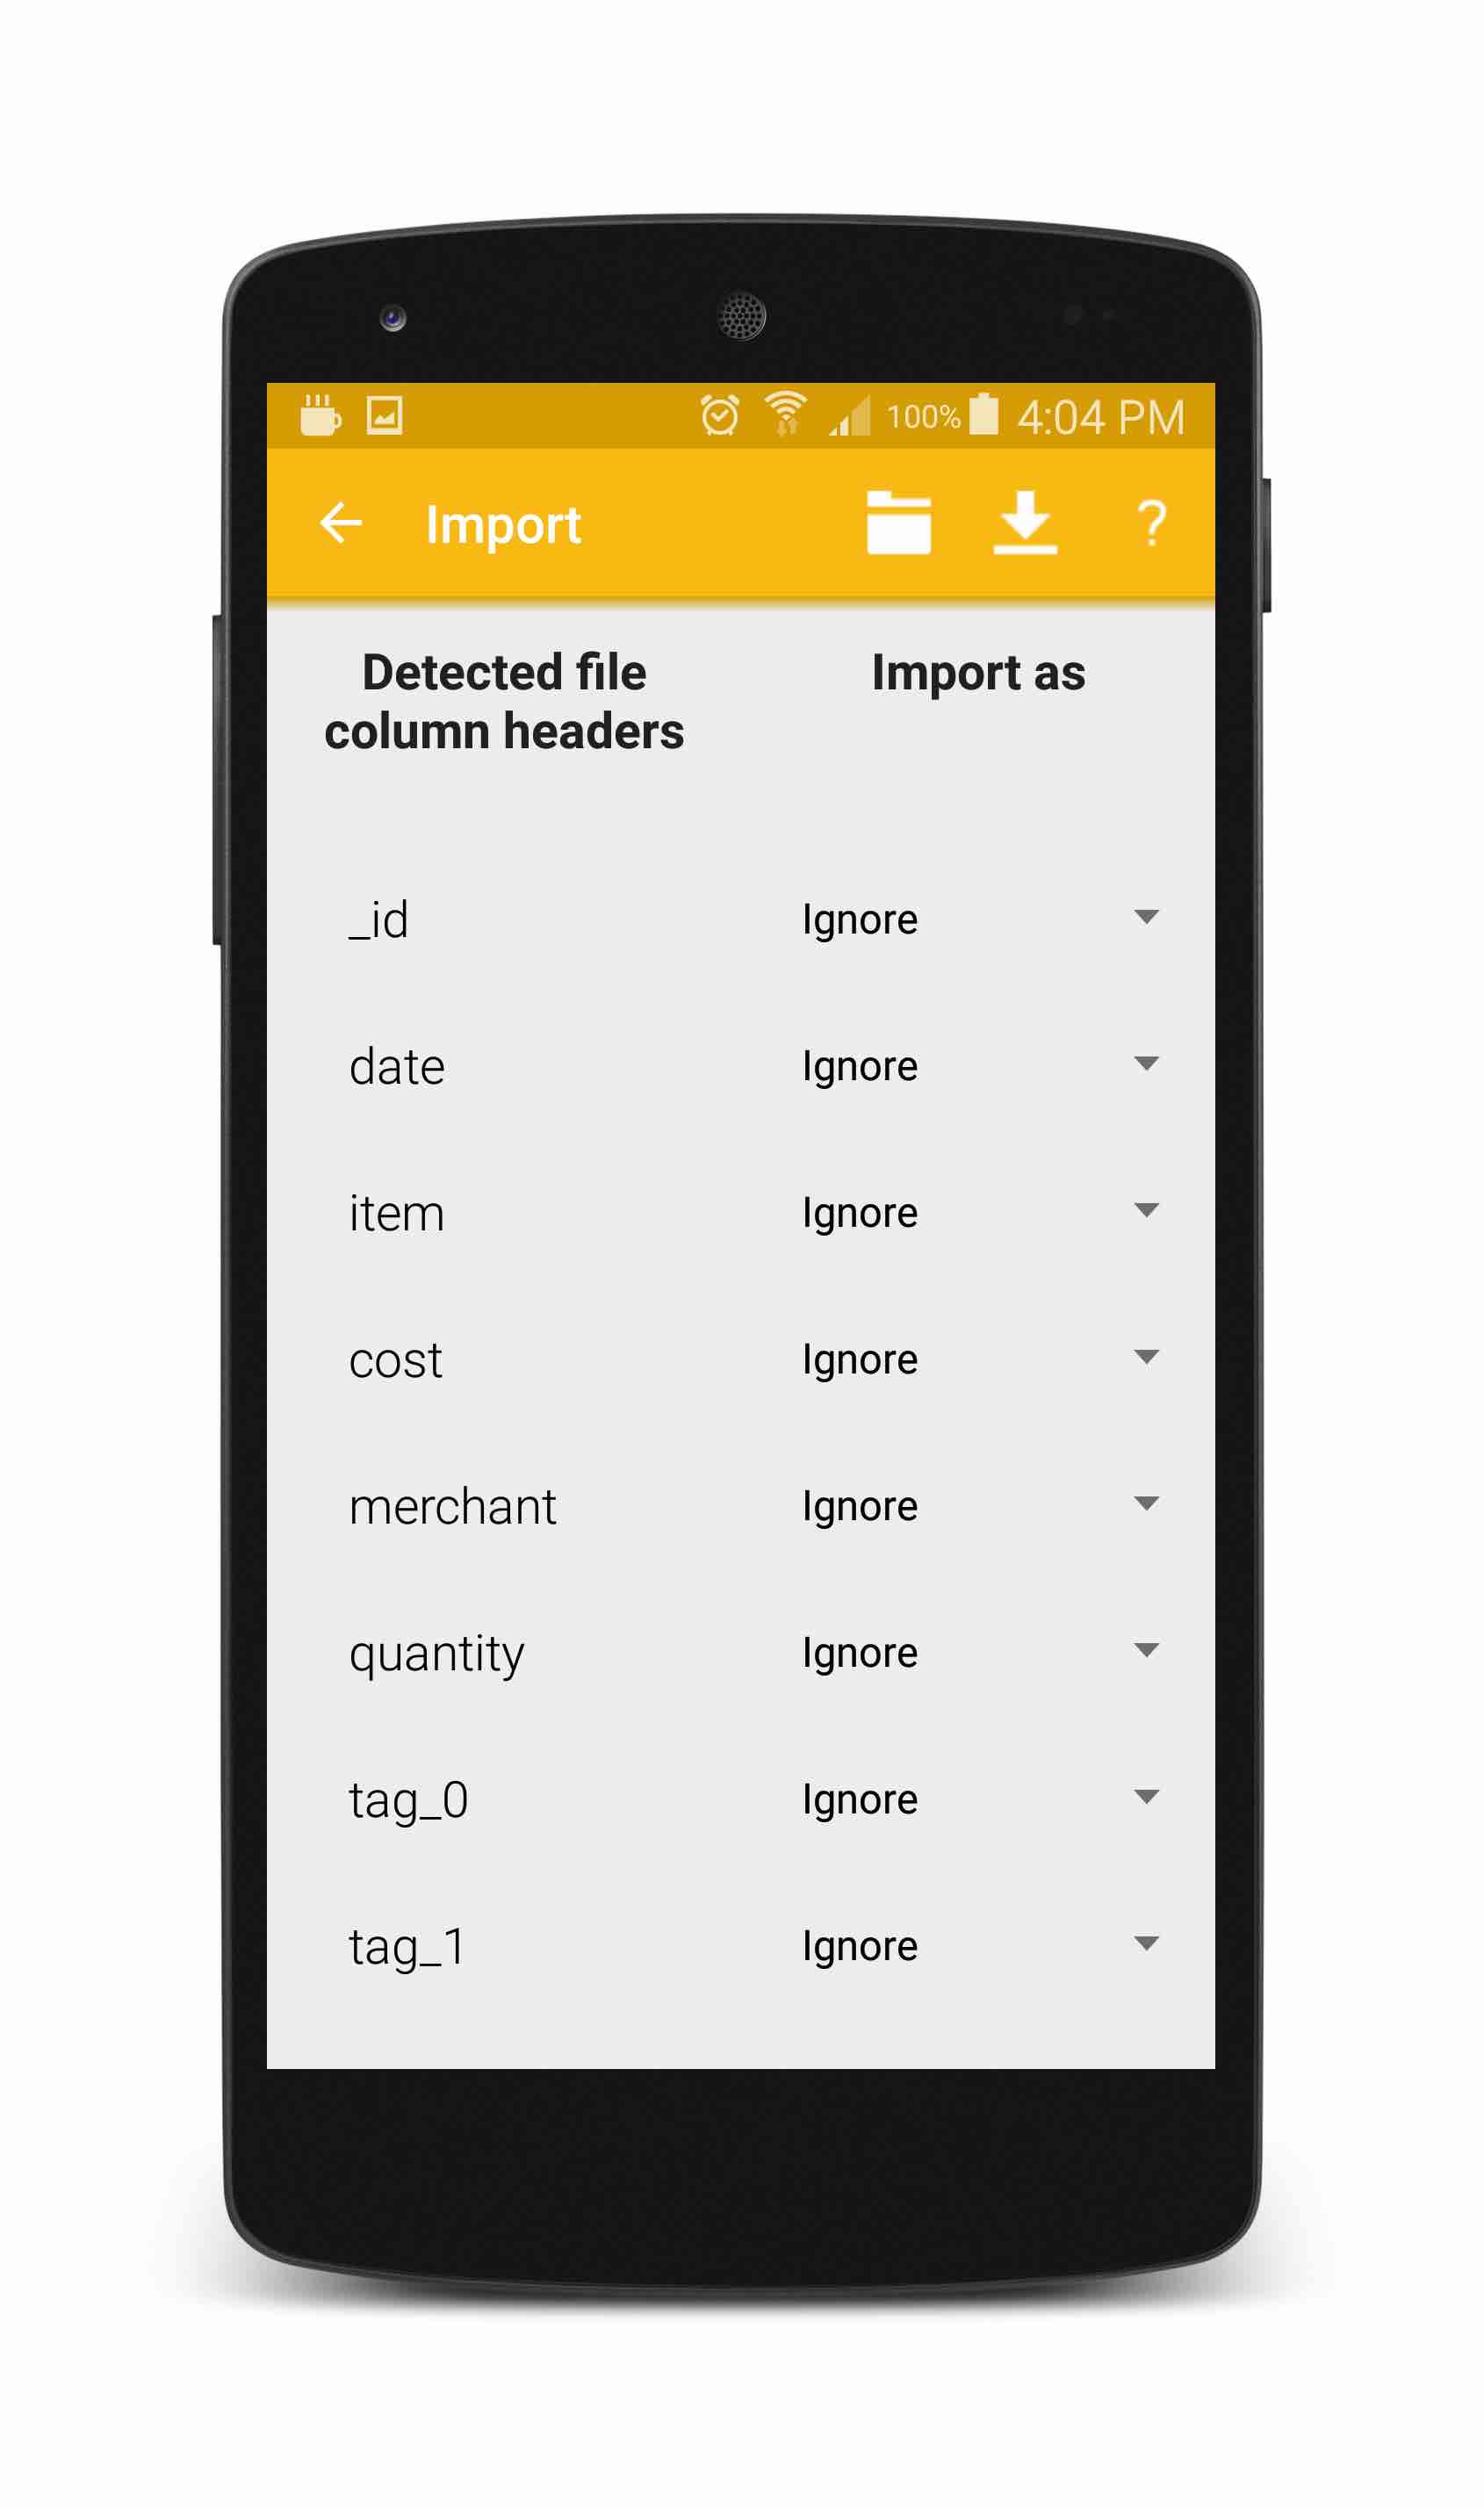 100% 4:04 PM
Import ?
Detected file Import as
column headers
_id Ignore
date Ignore
item Ignore
cost Ignore
merchant Ignore
quantity Ignore
tag_0 Ignore
tag_1 Ignore